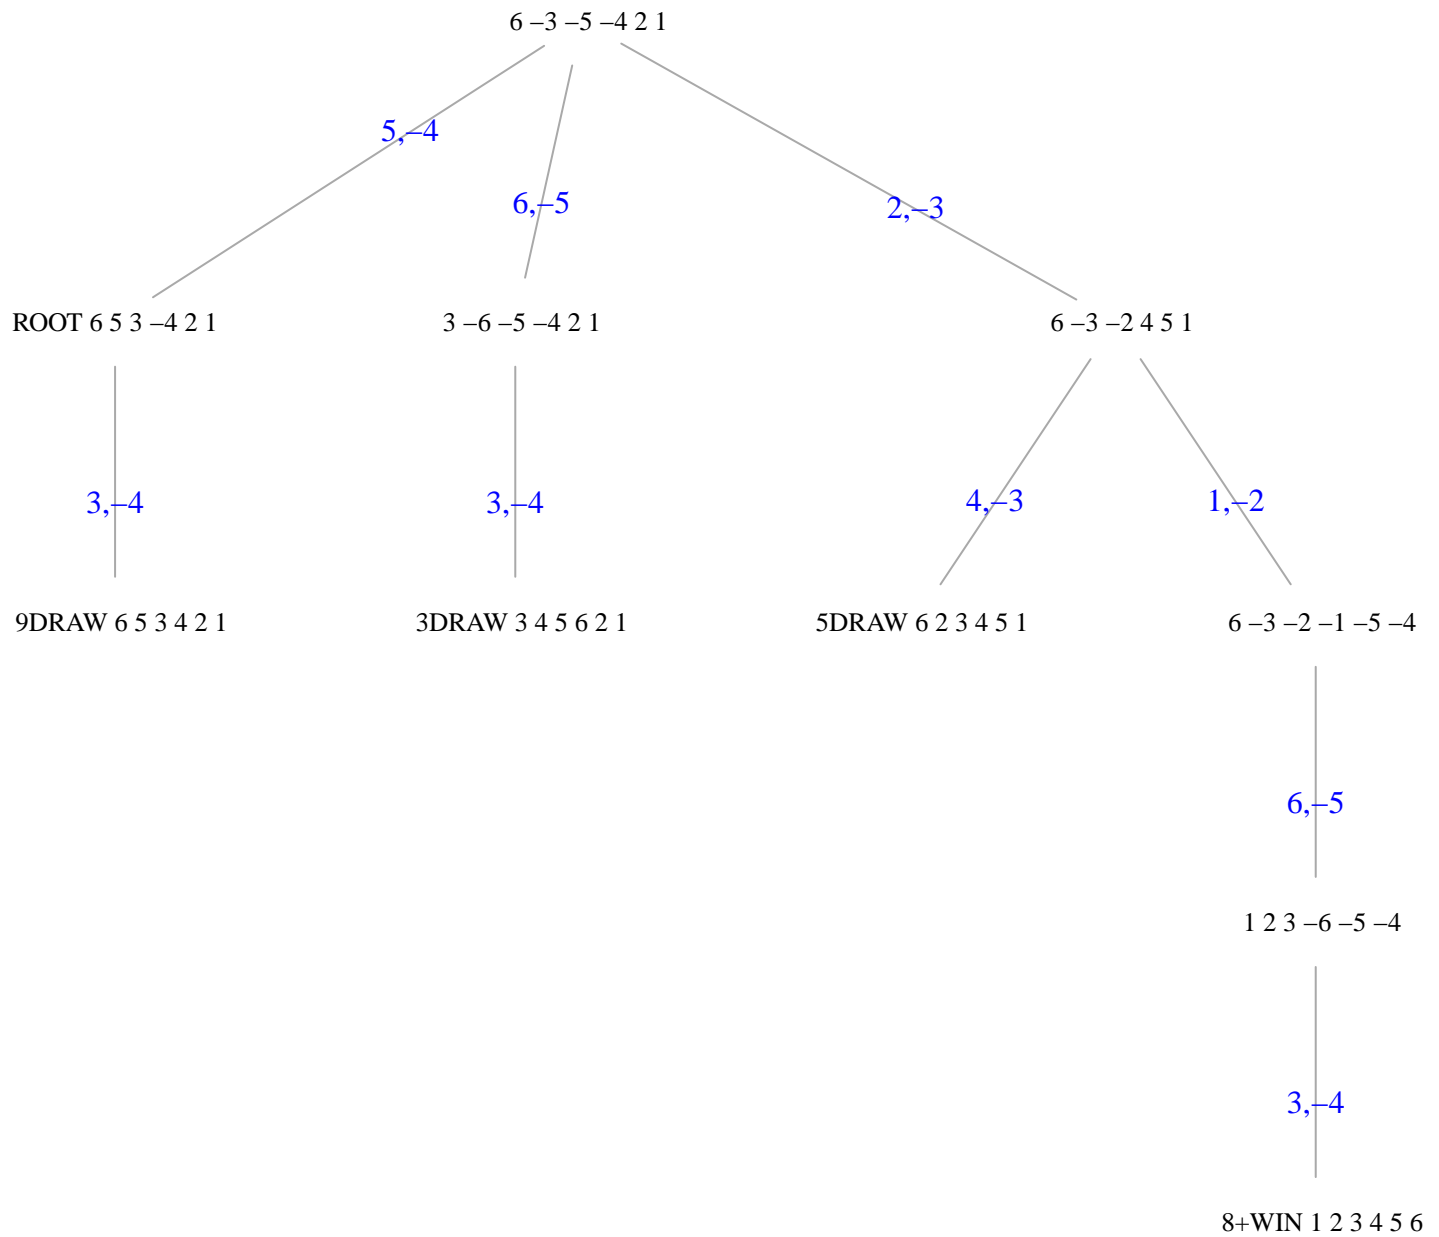 6 –3 –5 –4 2 1
5,–4
6,–5
2,–3
ROOT 6 5 3 –4 2 1
3 –6 –5 –4 2 1
6 –3 –2 4 5 1
3,–4
3,–4
4,–3
1,–2
9DRAW 6 5 3 4 2 1
3DRAW 3 4 5 6 2 1
5DRAW 6 2 3 4 5 1
6 –3 –2 –1 –5 –4
6,–5
1 2 3 –6 –5 –4
3,–4
8+WIN 1 2 3 4 5 6